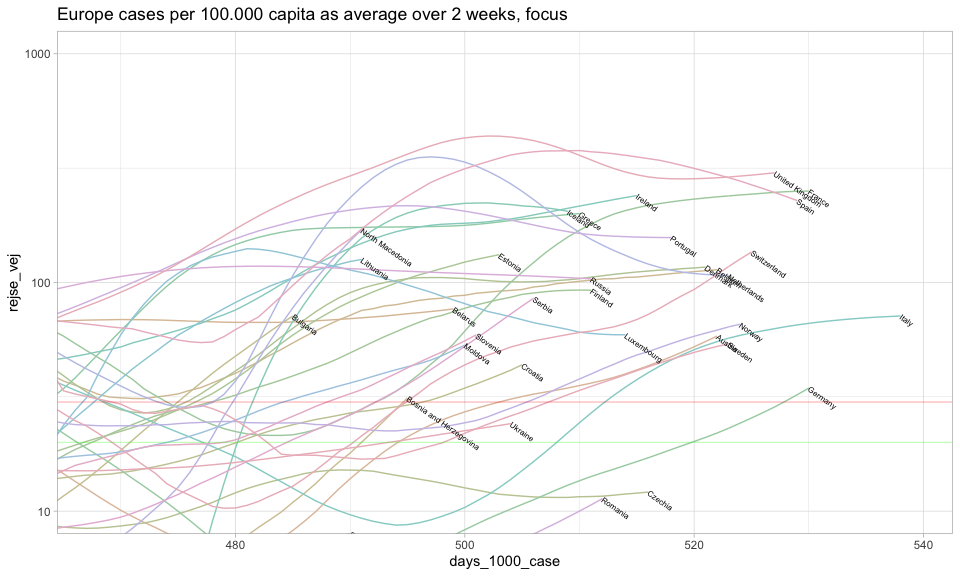 Europe cases per 100.000 capita as average over 2 weeks, focus
1000
United Kingdom
France
Spain
Ireland
Greece
Iceland
North Macedonia
Portugal
Estonia
Switzerland
Lithuania
100
Denmark
Netherlands
Russia
Finland
Serbia
Belarus
Bulgaria
Italy
Norway
Luxembourg
Slovenia
Moldova
Austria
Sweden
Croatia
Germany
Bosnia and Herzegovina
Ukraine
Czechia
Romania
10
480
500
520
540
days_1000_case
rejse_vej